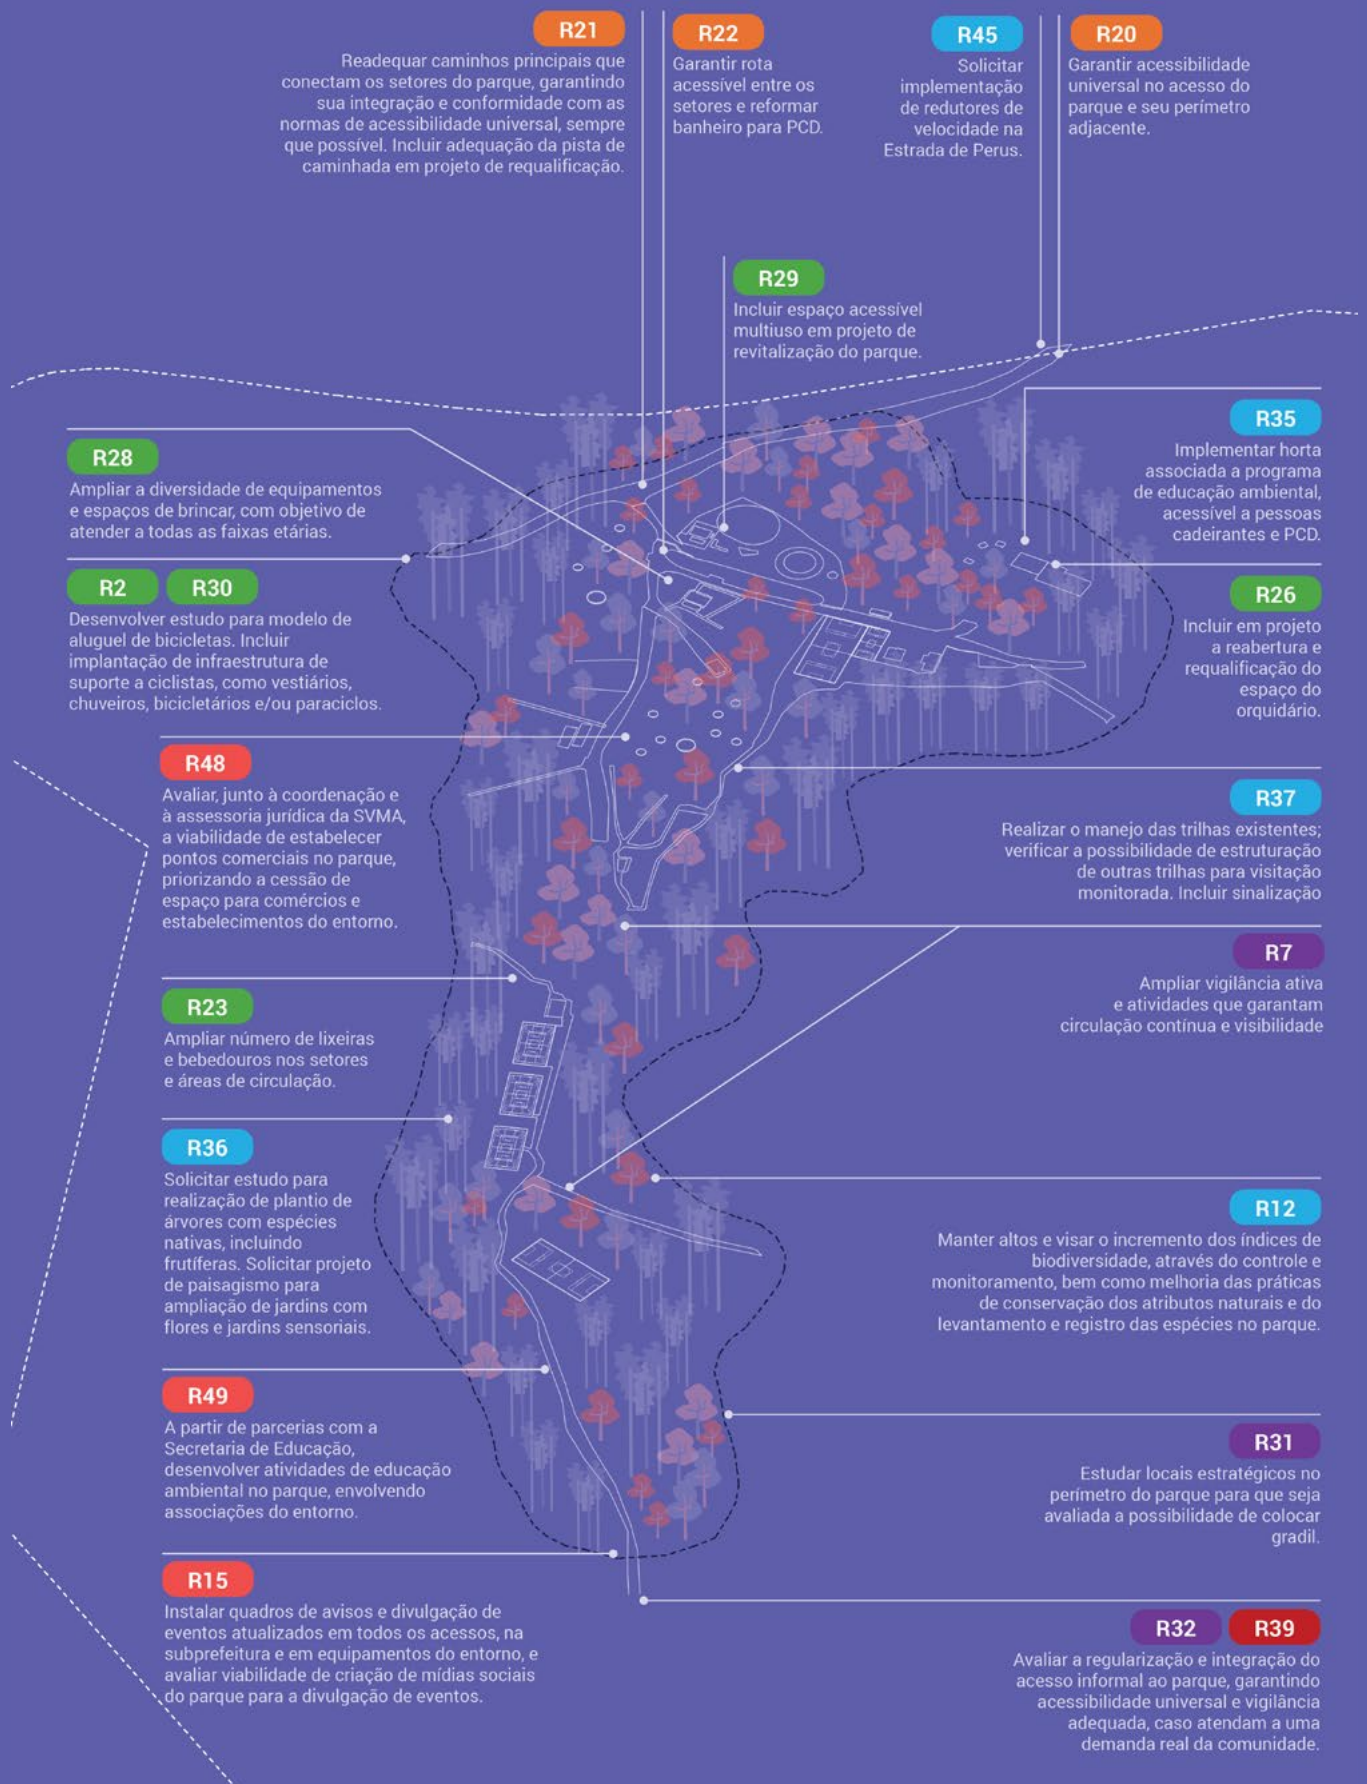 R21
Readequar caminhos principais que
conectam os setores do parque, garantindo
sua integração e conformidade com as
normas de acessibilidade universal, sempre
que possível. Incluir adequação da pista de
caminhada em projeto de requalificação.
R22
Garantir rota
acessível entre os
setores e reformar
banheiro para PCD.
R45
Solicitar
implementação
de redutores de
velocidade na
Estrada de Perus.
R20
Garantir acessibilidade
universal no acesso do
parque e seu perímetro
adjacente.
R29
Incluir espaço acessível
multiuso em projeto de
revitalização do parque.
R28
Ampliar a diversidade de equipamentos
e espaços de brincar, com objetivo de
atender a todas as faixas etárias.
R35
Implementar horta
associada a programa
de educação ambiental,
acessível a pessoas
cadeirantes e PCD.
R2 R30
Desenvolver estudo para modelo de
aluguel de bicicletas. Incluir
implantação de infraestrutura de
suporte a ciclistas, como vestiários,
chuveiros, bicicletários e/ou paraciclos.
R26
Incluir em projeto
a reabertura e
requalificação do
espaço do
orquidário.
R48
Avaliar, junto à coordenação e
à assessoria jurídica da SVMA,
a viabilidade de estabelecer
pontos comerciais no parque,
priorizando a cessão de
espaço para comércios e
estabelecimentos do entorno.
R37
Realizar o manejo das trilhas existentes;
verificar a possibilidade de estruturação
de outras trilhas para visitação
monitorada. Incluir sinalização
R7
Ampliar vigilância ativa
e atividades que garantam
circulação contínua e visibilidade
R23
Ampliar número de lixeiras
e bebedouros nos setores
e áreas de circulação.
R36
Solicitar estudo para
realização de plantio de
árvores com espécies
nativas, incluindo
frutíferas. Solicitar projeto
de paisagismo para
ampliação de jardins com
flores e jardins sensoriais.
R12
Manter altos e visar o incremento dos índices de
biodiversidade, através do controle e
monitoramento, bem como melhoria das práticas
de conservação dos atributos naturais e do
levantamento e registro das espécies no parque.
R49
A partir de parcerias com a
Secretaria de Educação,
desenvolver atividades de educação
ambiental no parque, envolvendo
associações do entorno.
R31
Estudar locais estratégicos no
perímetro do parque para que seja
avaliada a possibilidade de colocar
gradil.
R15
Instalar quadros de avisos e divulgação de
eventos atualizados em todos os acessos, na
subprefeitura e em equipamentos do entorno, e
avaliar viabilidade de criação de mídias sociais
do parque para a divulgação de eventos.
R32 R39
Avaliar a regularização e integração do
acesso informal ao parque, garantindo
acessibilidade universal e vigilância
adequada, caso atendam a uma
demanda real da comunidade.